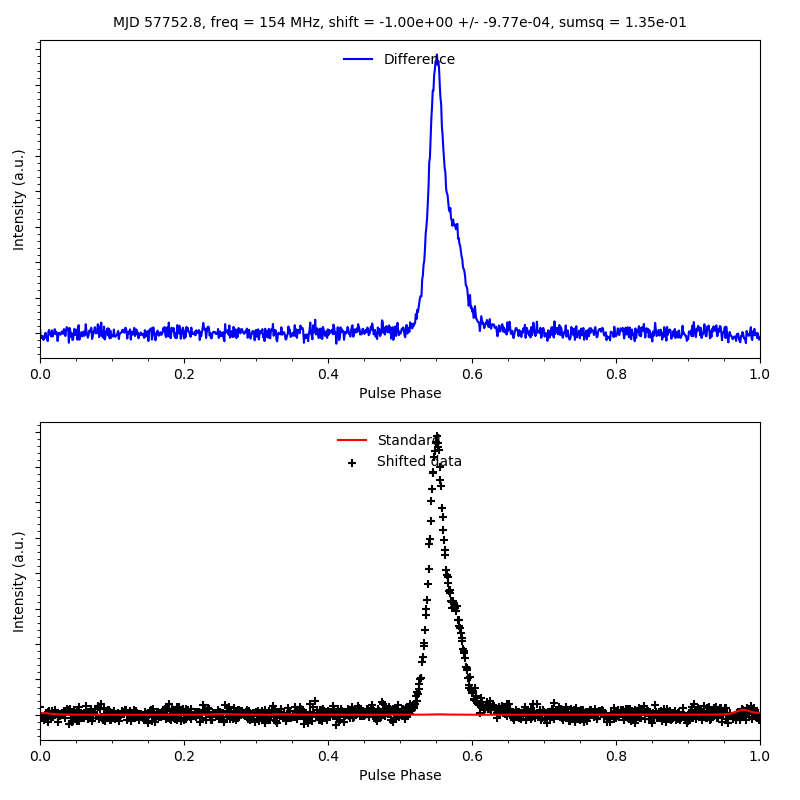 MJD 57752.8, freq = 154 MHz, shift = -1.00e+00 +/- -9.77e-04, sumsq = 1.35e-01
Difference
Intensity (a.u.)
0.0 0.2 0.4 0.6 0.8 1.0
Pulse Phase
Standard
Shifted data
Intensity (a.u.)
0.0 0.2 0.4 0.6 0.8 1.0
Pulse Phase